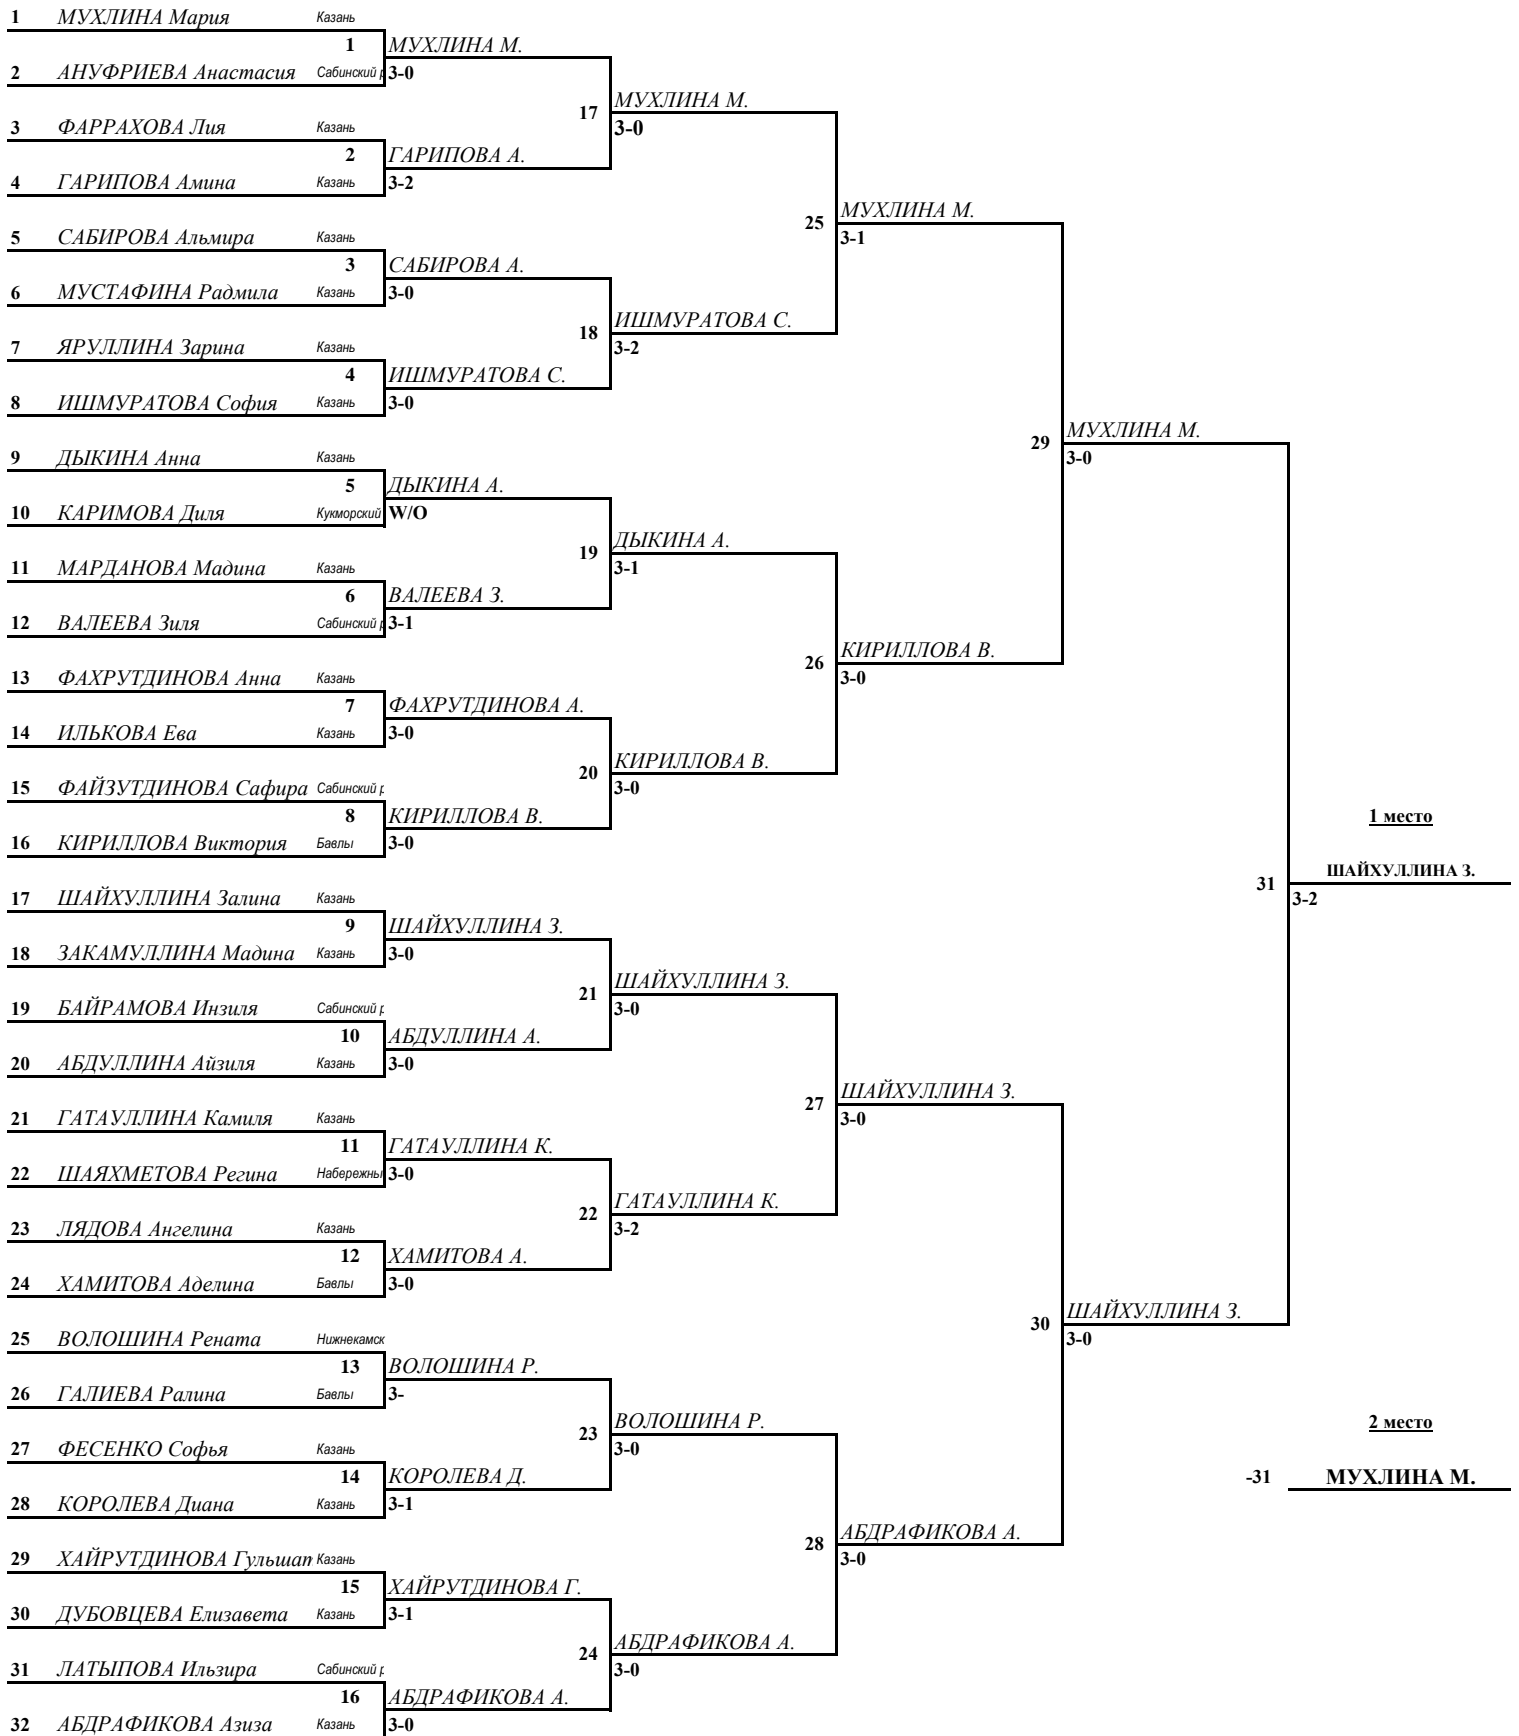 1 МУХЛИНА Мария Казань
1 МУХЛИНА М.
2 АНУФРИЕВА Анастасия Сабинский р 3-0
17 МУХЛИНА М.
3 ФАРРАХОВА Лия Казань 3-0
2 ГАРИПОВА А.
4 ГАРИПОВА Амина Казань 3-2
25 МУХЛИНА М.
5 САБИРОВА Альмира Казань 3-1
3 САБИРОВА А.
6 МУСТАФИНА Радмила Казань 3-0
18 ИШМУРАТОВА С.
7 ЯРУЛЛИНА Зарина Казань 3-2
4 ИШМУРАТОВА С.
8 ИШМУРАТОВА София Казань 3-0
29 МУХЛИНА М.
9 ДЫКИНА Анна Казань 3-0
5 ДЫКИНА А.
10 КАРИМОВА Диля Кукморский W/O
19 ДЫКИНА А.
11 МАРДАНОВА Мадина Казань 3-1
6 ВАЛЕЕВА З.
12 ВАЛЕЕВА Зиля Сабинский р 3-1
26 КИРИЛЛОВА В.
13 ФАХРУТДИНОВА Анна Казань 3-0
7 ФАХРУТДИНОВА А.
14 ИЛЬКОВА Ева Казань 3-0
20 КИРИЛЛОВА В.
15 ФАЙЗУТДИНОВА Сафира Сабинский р 3-0
8 КИРИЛЛОВА В. 1 место
16 КИРИЛЛОВА Виктория Бавлы 3-0
31 ШАЙХУЛЛИНА З.
17 ШАЙХУЛЛИНА Залина Казань 3-2
9 ШАЙХУЛЛИНА З.
18 ЗАКАМУЛЛИНА Мадина Казань 3-0
21 ШАЙХУЛЛИНА З.
19 БАЙРАМОВА Инзиля Сабинский р 3-0
10 АБДУЛЛИНА А.
20 АБДУЛЛИНА Айзиля Казань 3-0
27 ШАЙХУЛЛИНА З.
21 ГАТАУЛЛИНА Камиля Казань 3-0
11 ГАТАУЛЛИНА К.
22 ШАЯХМЕТОВА Регина Набережны 3-0
22 ГАТАУЛЛИНА К.
23 ЛЯДОВА Ангелина Казань 3-2
12 ХАМИТОВА А.
24 ХАМИТОВА Аделина Бавлы 3-0
30 ШАЙХУЛЛИНА З.
25 ВОЛОШИНА Рената Нижнекамск 3-0
13 ВОЛОШИНА Р.
26 ГАЛИЕВА Ралина Бавлы 3-
23 ВОЛОШИНА Р. 2 место
27 ФЕСЕНКО Софья Казань 3-0
14 КОРОЛЕВА Д. -31 МУХЛИНА М.
28 КОРОЛЕВА Диана Казань 3-1
28 АБДРАФИКОВА А.
29 ХАЙРУТДИНОВА Гульшат Казань 3-0
15 ХАЙРУТДИНОВА Г.
30 ДУБОВЦЕВА Елизавета Казань 3-1
24 АБДРАФИКОВА А.
31 ЛАТЫПОВА Ильзира Сабинский р 3-0
16 АБДРАФИКОВА А.
32 АБДРАФИКОВА Азиза Казань 3-0